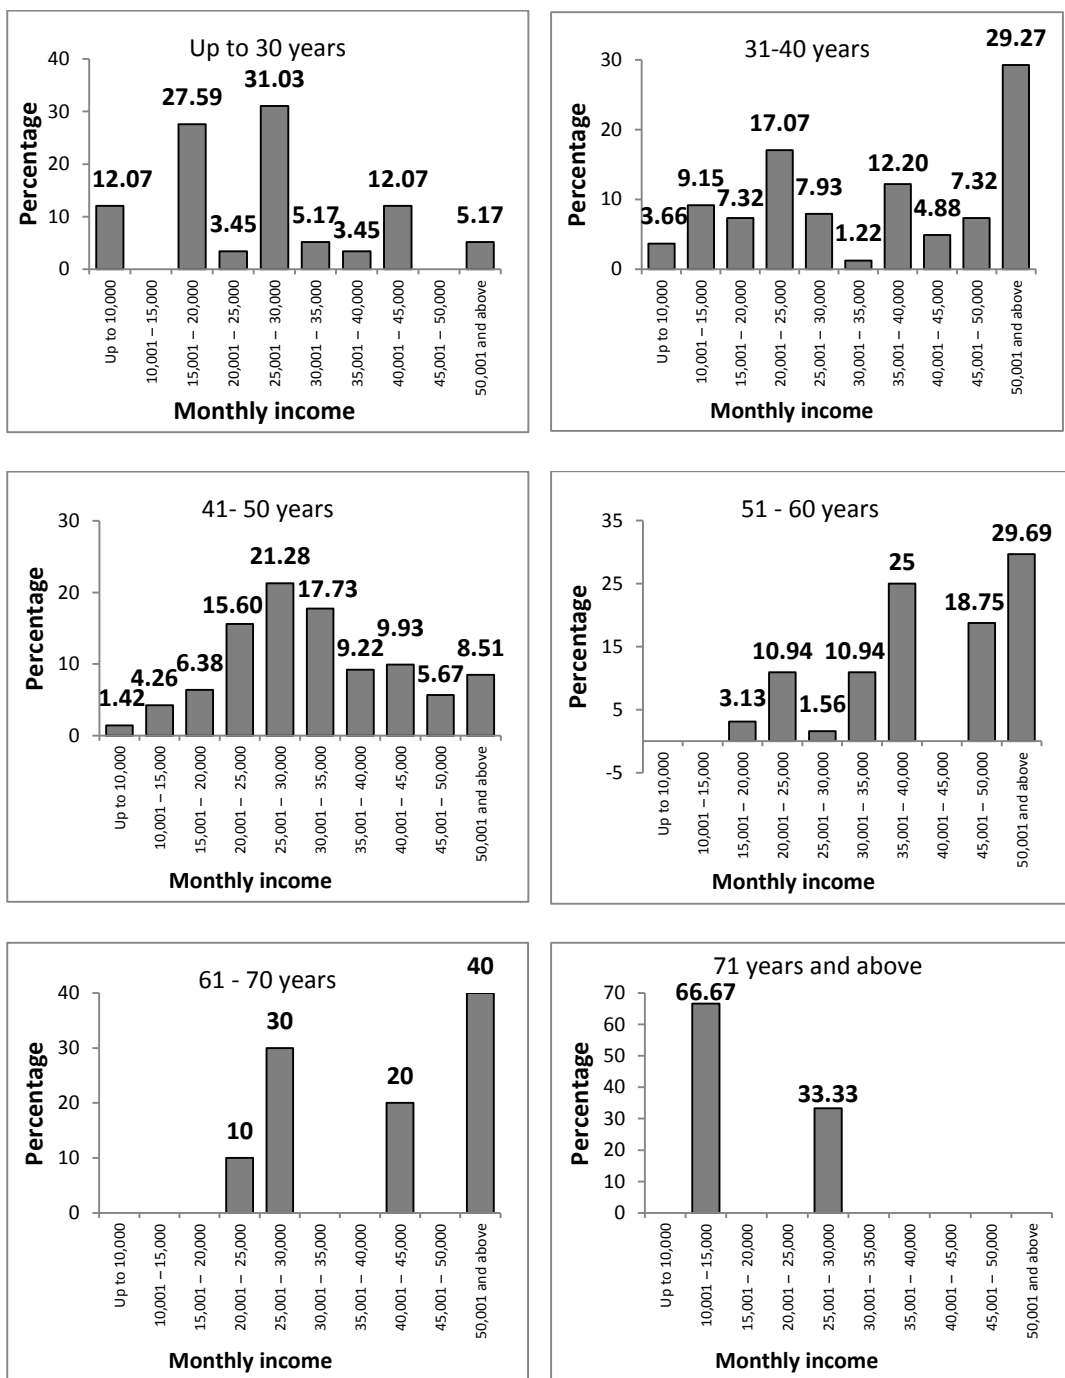 Up to 30 years
Percentage
40
30
20
10
0
12.07
27.59
3.45
31.03
5.17
3.45
12.07
5.17
Up to 10,000
10,001 – 15,000
15,001 – 20,000
20,001 – 25,000
25,001 – 30,000
30,001 – 35,000
35,001 – 40,000
40,001 – 45,000
45,001 – 50,000
50,001 and above
Monthly income
31-40 years
Percentage
30
20
10
0
3.66
9.15
7.32
17.07
7.93
1.22
12.20
4.88
7.32
29.27
Up to 10,000
10,001 – 15,000
15,001 – 20,000
20,001 – 25,000
25,001 – 30,000
30,001 – 35,000
35,001 – 40,000
40,001 – 45,000
45,001 – 50,000
50,001 and above
Monthly income
41- 50 years
Percentage
30
20
10
0
1.42
4.26
6.38
15.60
21.28
17.73
9.22
9.93
5.67
8.51
Up to 10,000
10,001 – 15,000
15,001 – 20,000
20,001 – 25,000
25,001 – 30,000
30,001 – 35,000
35,001 – 40,000
40,001 – 45,000
45,001 – 50,000
50,001 and above
Monthly income
51 - 60 years
Percentage
35
25
15
5
-5
3.13
10.94
1.56
10.94
25
18.75
29.69
Up to 10,000
10,001 – 15,000
15,001 – 20,000
20,001 – 25,000
25,001 – 30,000
30,001 – 35,000
35,001 – 40,000
40,001 – 45,000
45,001 – 50,000
50,001 and above
Monthly income
61 - 70 years
Percentage
40
30
20
10
0
10
30
20
40
Up to 10,000
10,001 – 15,000
15,001 – 20,000
20,001 – 25,000
25,001 – 30,000
30,001 – 35,000
35,001 – 40,000
40,001 – 45,000
45,001 – 50,000
50,001 and above
Monthly income
71 years and above
Percentage
70
60
50
40
30
20
10
0
66.67
33.33
Up to 10,000
10,001 – 15,000
15,001 – 20,000
20,001 – 25,000
25,001 – 30,000
30,001 – 35,000
35,001 – 40,000
40,001 – 45,000
45,001 – 50,000
50,001 and above
Monthly income